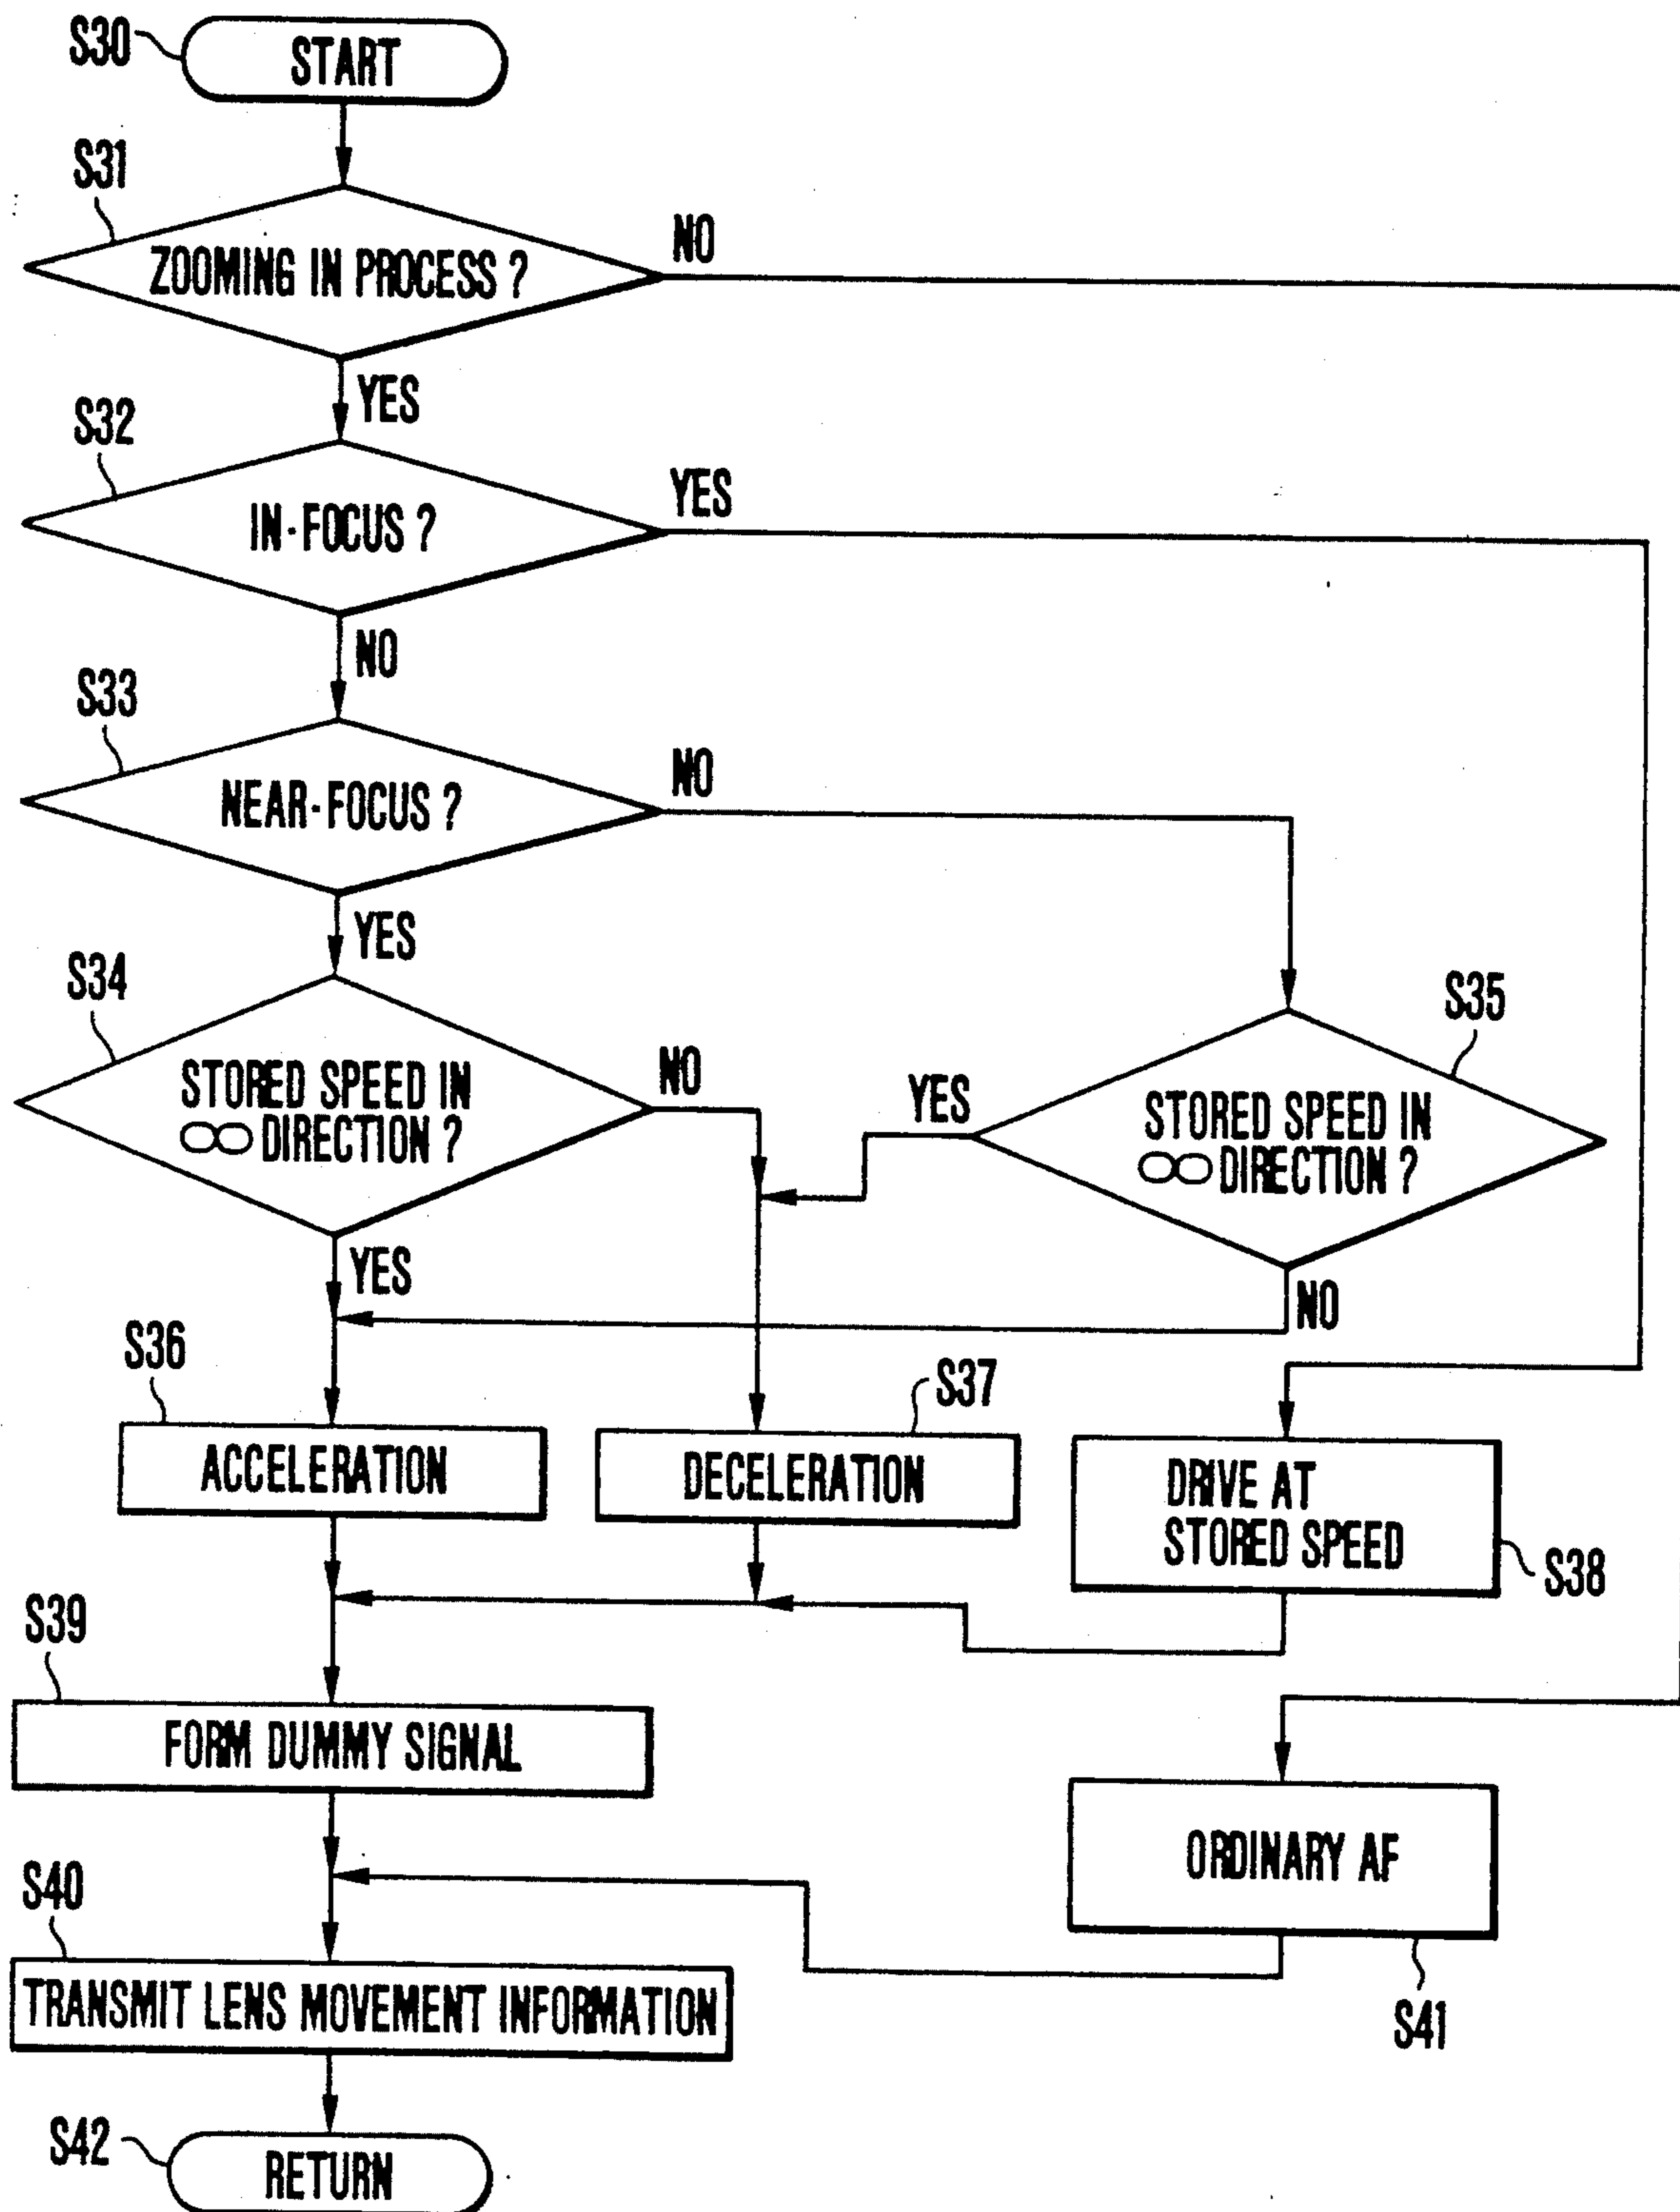 S30
START
S31
ZOOMING IN PROCESS ?
NO
YES
S32
IN-FOCUS ?
YES
NO
S33
NEAR-FOCUS ?
NO
YES
S34
STORED SPEED IN
∞ DIRECTION ?
NO
YES
S35
STORED SPEED IN
∞ DIRECTION ?
YES
NO
S36
ACCELERATION
S37
DECELERATION
DRIVE AT
STORED SPEED
S38
S39
FORM DUMMY SIGNAL
ORDINARY AF
S41
S40
TRANSMIT LENS MOVEMENT INFORMATION
S42
RETURN